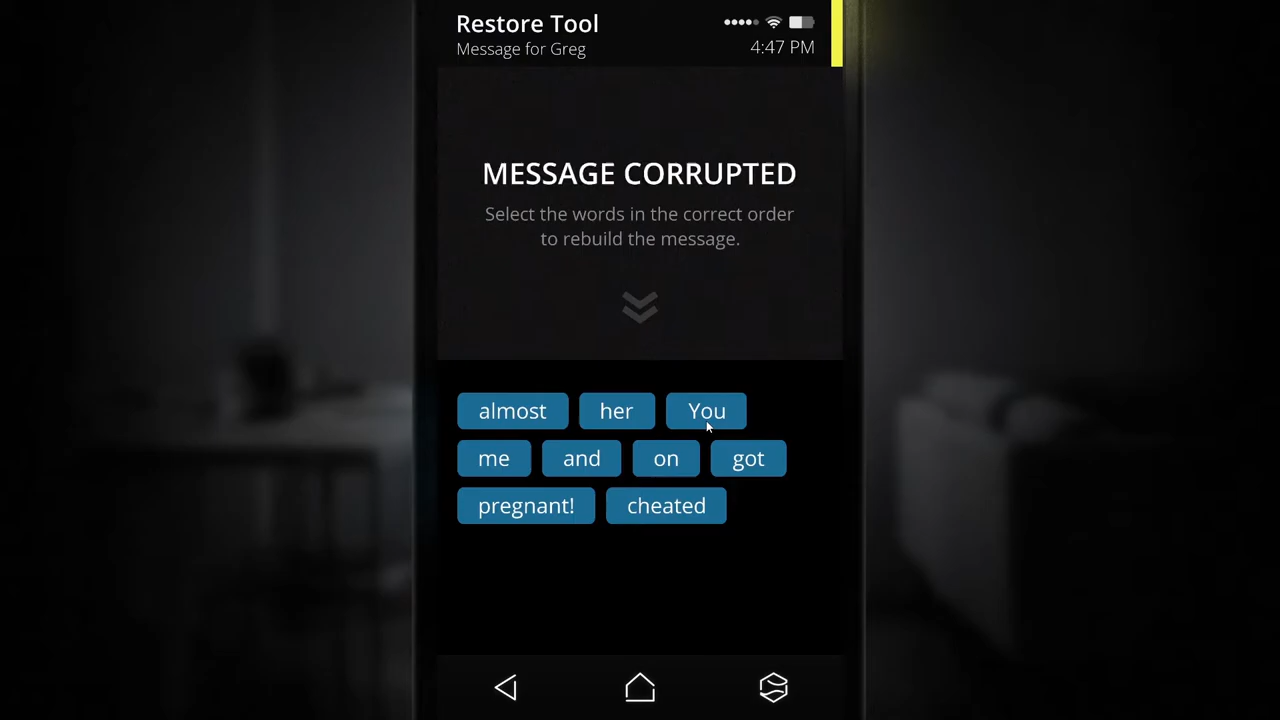 Restore Tool
Message for Greg
4:47 PM
MESSAGE CORRUPTED
Select the words in the correct order
to rebuild the message.
almost her You
me and on got
pregnant! cheated